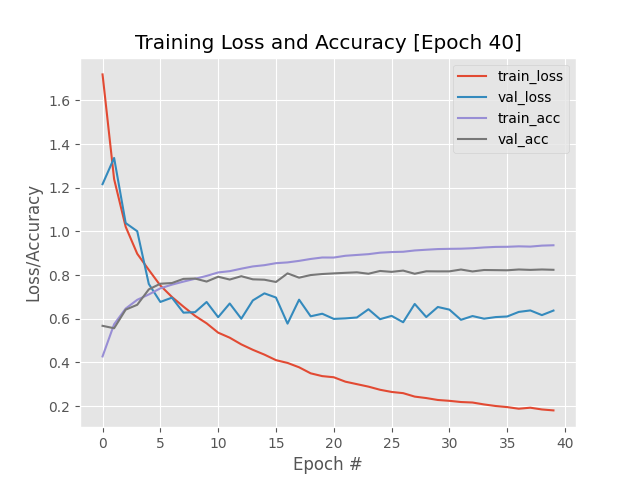 Training Loss and Accuracy [Epoch 40]
train_loss
val_loss
train_acc
val_acc
Loss/Accuracy
1.6
1.4
1.2
1.0
0.8
0.6
0.4
0.2
0 5 10 15 20 25 30 35 40
Epoch #